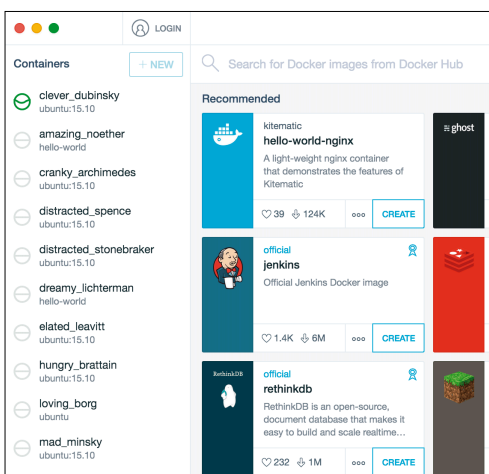 LOGIN
Containers
+ NEW
clever_dubinsky
ubuntu:15.10
amazing_noether
hello-world
cranky_archimedes
ubuntu:15.10
distracted_spence
ubuntu:15.10
distracted_stonebraker
ubuntu:15.10
dreamy_lichterman
hello-world
elated_leavitt
ubuntu:15.10
hungry_brattain
ubuntu:15.10
loving_borg
ubuntu
mad_minsky
ubuntu:15.10
Search for Docker images from Docker Hub
Recommended
kitematic
hello-world-nginx
A light-weight nginx container
that demonstrates the features of
Kitematic
39 124K
CREATE
ghost
official
jenkins
Official Jenkins Docker image
1.4K 6M
CREATE
RethinkDB
official
rethinkdb
RethinkDB is an open-source,
document database that makes it
easy to build and scale realtime...
232 1M
CREATE